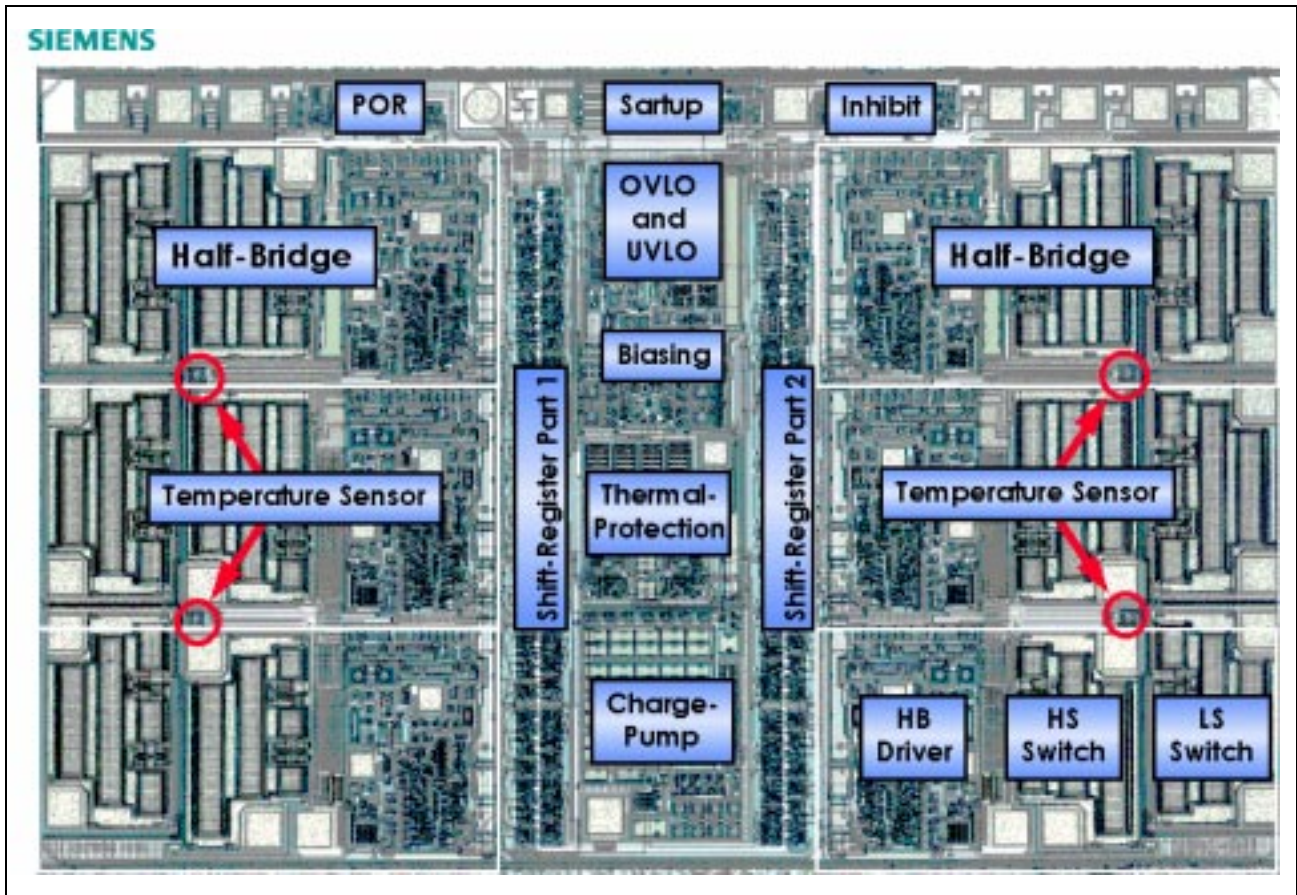 SIEMENS
POR
Sartup
Inhibit
OVLO
and
UVLO
Half-Bridge
Half-Bridge
Biasing
Shift-Register Part 1
Shift-Register Part 2
Temperature Sensor
Thermal-
Protection
Temperature Sensor
Charge-
Pump
HB
Driver
HS
Switch
LS
Switch